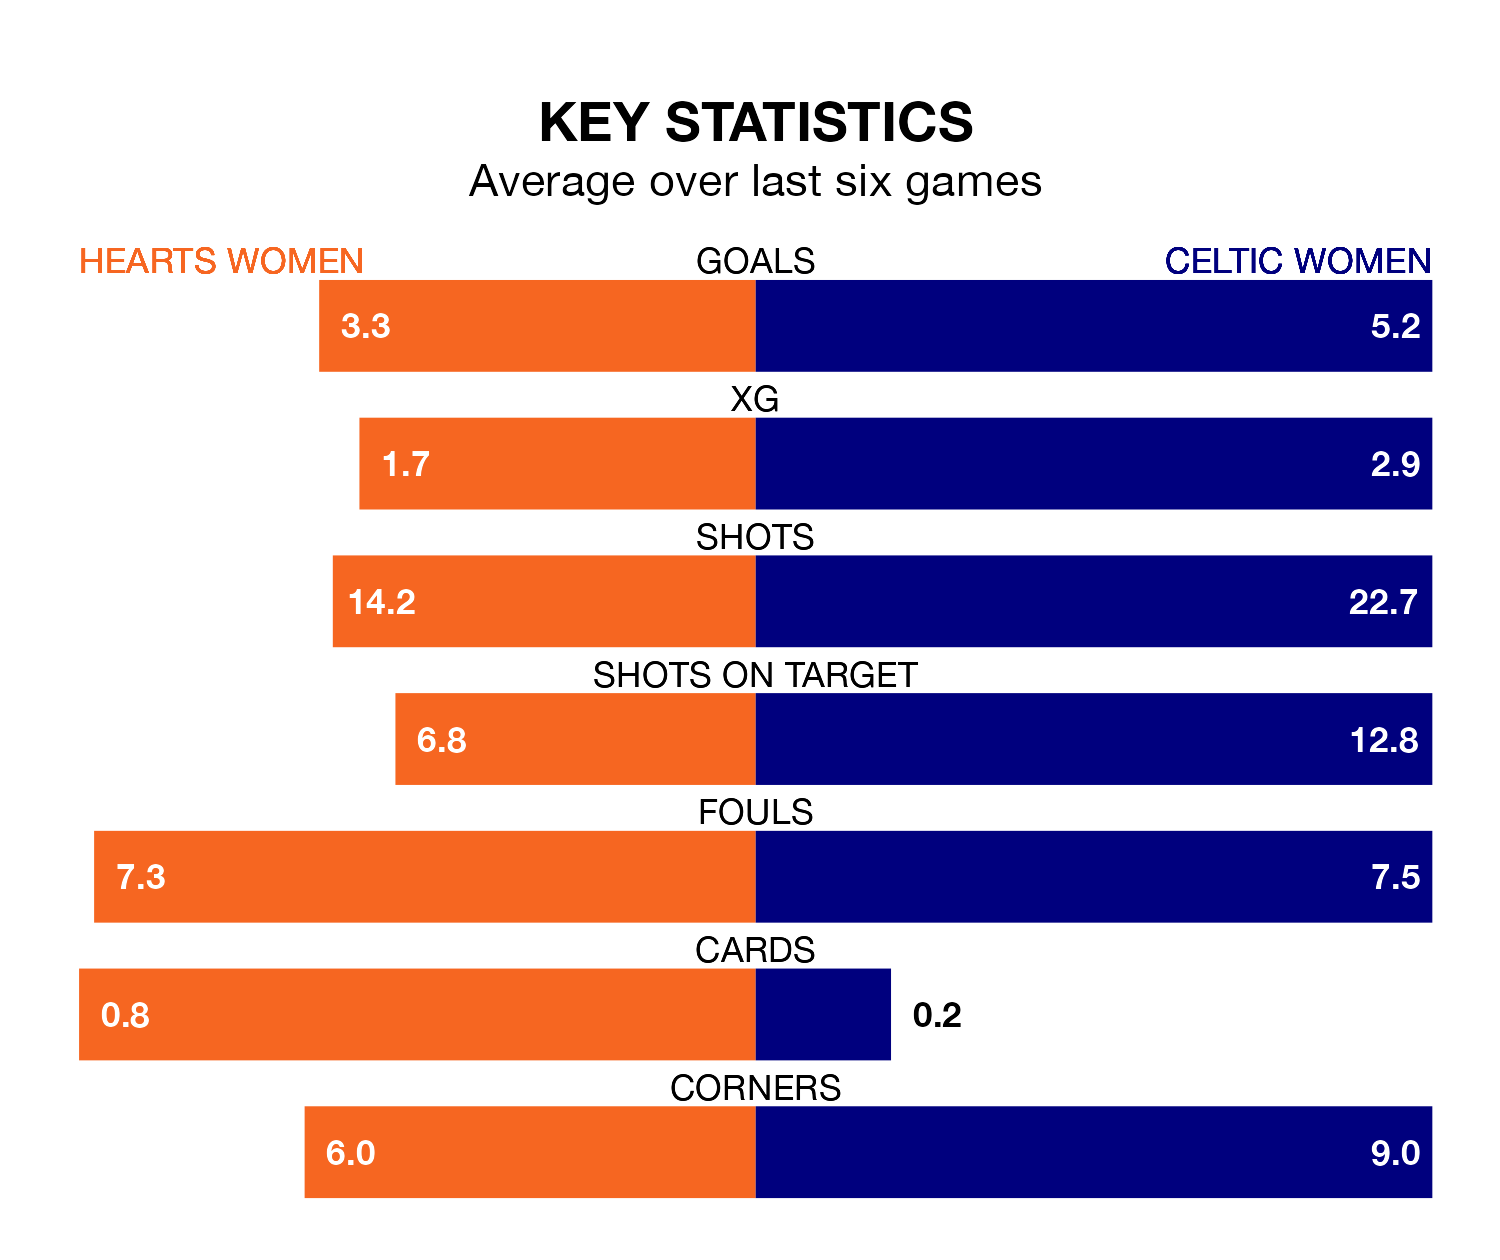 KEY STATISTICS
Average over last six games
HEARTS WOMEN GOALS CELTIC WOMEN
3.3 5.2
XG
1.7 2.9
SHOTS
14.2 22.7
SHOTS ON TARGET
6.8 12.8
FOULS
7.3 7.5
CARDS
0.8 0.2
CORNERS
6.0 9.0